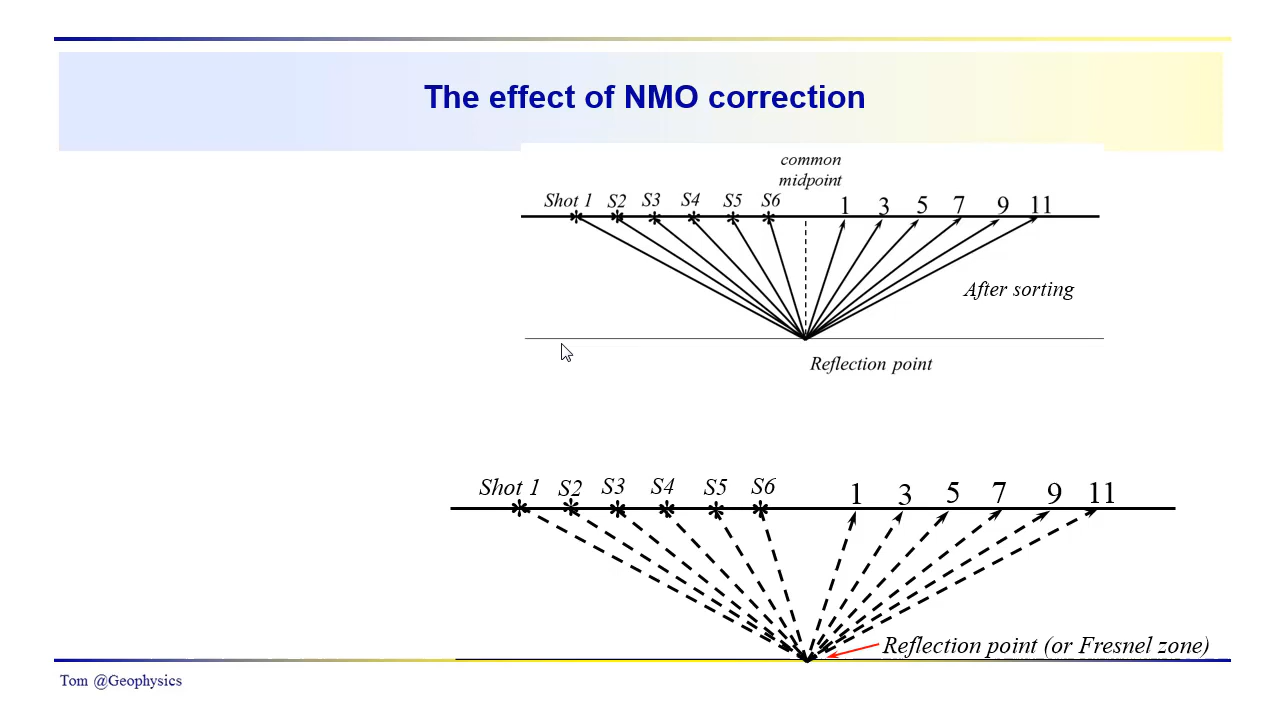 The effect of NMO correction
common
midpoint
Shot 1 S2 S3 S4 S5 S6 1 3 5 7 9 11
After sorting
Reflection point
Shot 1 S2 S3 S4 S5 S6 1 3 5 7 9 11
Reflection point (or Fresnel zone)
Tom @Geophysics